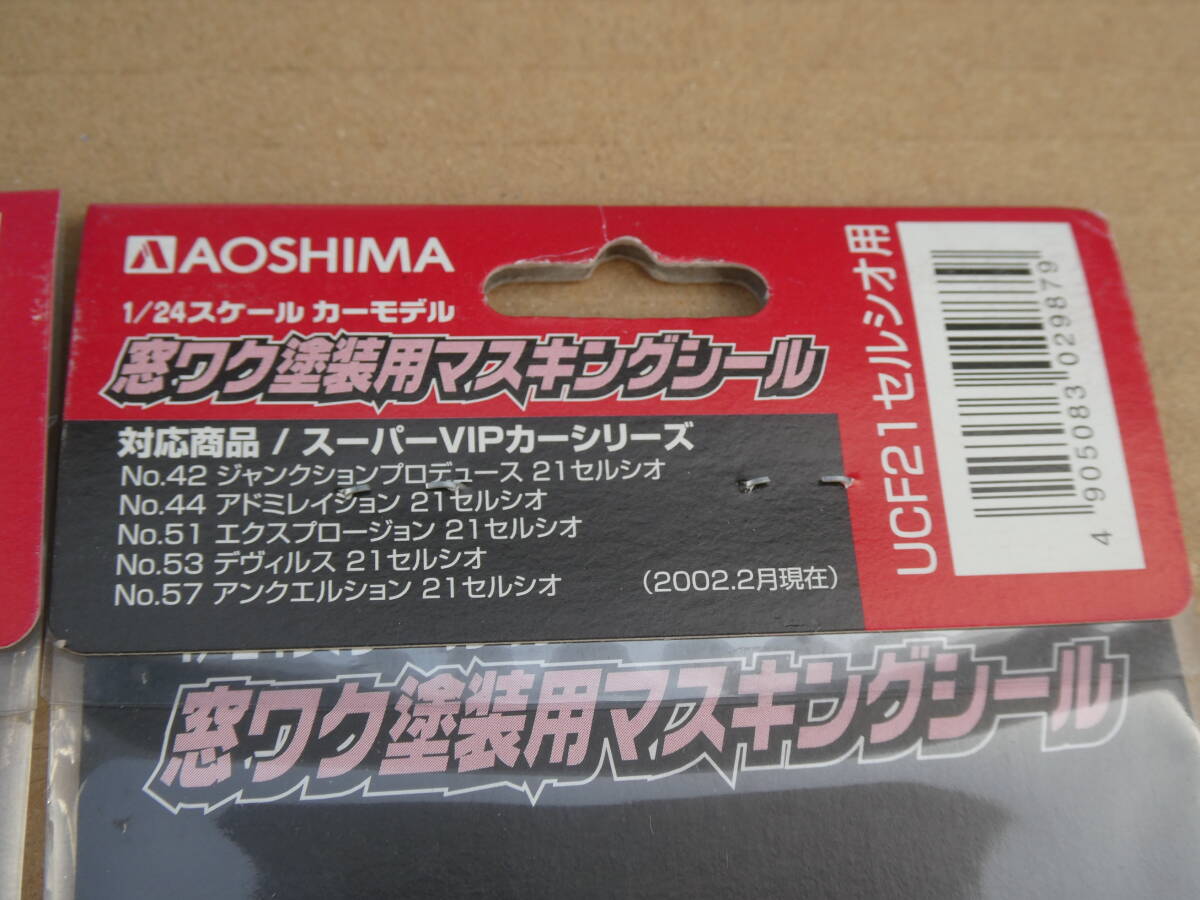 AOSHIMA
1/24スケール カーモデル
窓ワク塗装用マスキングシール
対応商品 / スーパーVIPカーシリーズ
No.42 ジャンクションプロデュース 21セルシオ
No.44 アドミレイション 21セルシオ
No.51 エクスプロージョン 21セルシオ
No.53 デヴィルス 21セルシオ
No.57 アンクエルション 21セルシオ
（2002.2月現在）
UCF21セルシオ用
4 905083 029879
窓ワク塗装用マスキングシール